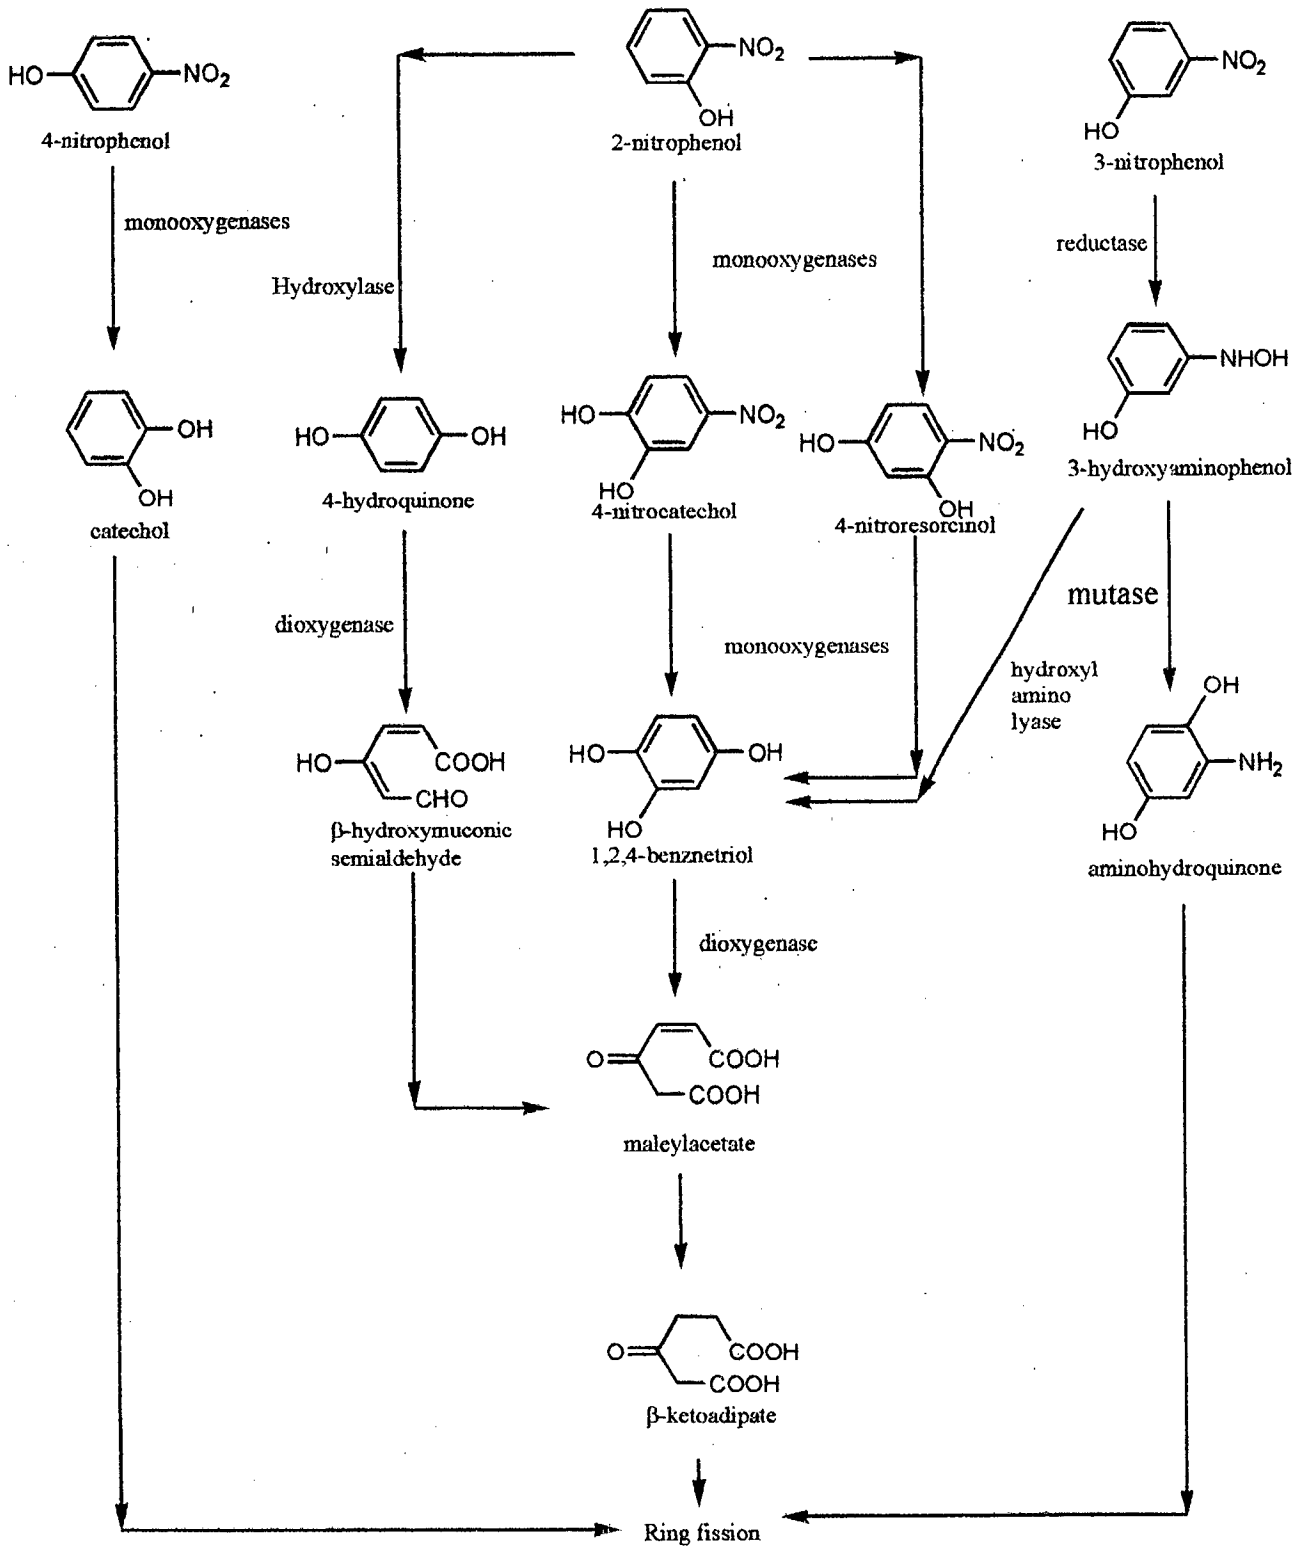 HO NO2
4-nitrophenol
NO2
OH
2-nitrophenol
NO2
HO
3-nitrophenol
monooxygenases
Hydroxylase
monooxygenases
reductase
OH
OH
catechol
HO OH
4-hydroquinone
HO NO2
HO
4-nitrocatechol
HO NO2
OH
4-nitroresorcinol
NHOH
HO
3-hydroxyaminophenol
dioxygenase
monooxygenases
hydroxyl
amino
lyase
mutase
HO COOH
CHO
β-hydroxymuconic
semialdehyde
HO OH
HO
1,2,4-benznetriol
OH
NH2
HO
aminohydroquinone
dioxygenase
O COOH
COOH
maleylacetate
O COOH
COOH
β-ketoadipate
Ring fission